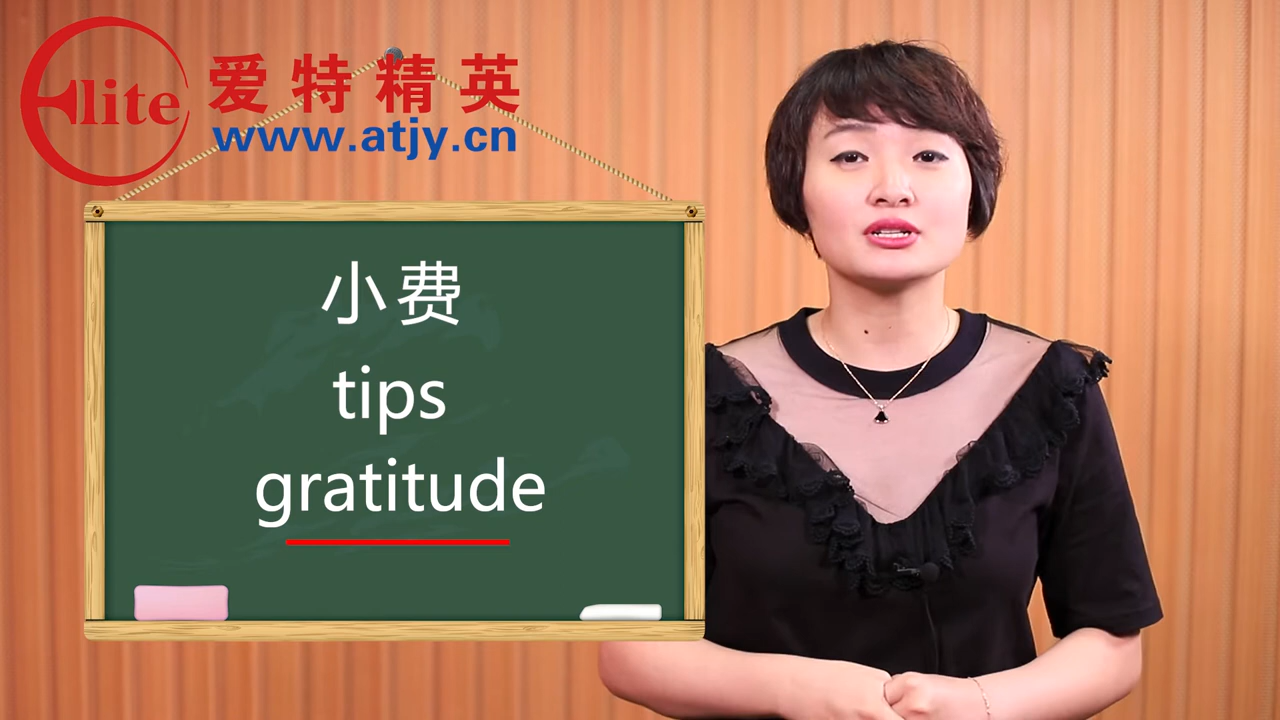 Elite
爱特精英
www.atjy.cn
小费
tips
gratitude